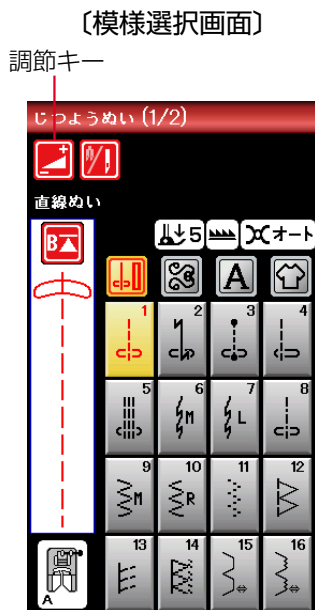 〔模様選択画面〕
調節キー
じつようぬい (1/2)
直線ぬい
B 5 オート
A
1 2 3 4
5 6 M 7 L 8
9 M 10 R 11 12
13 14 15 16
A